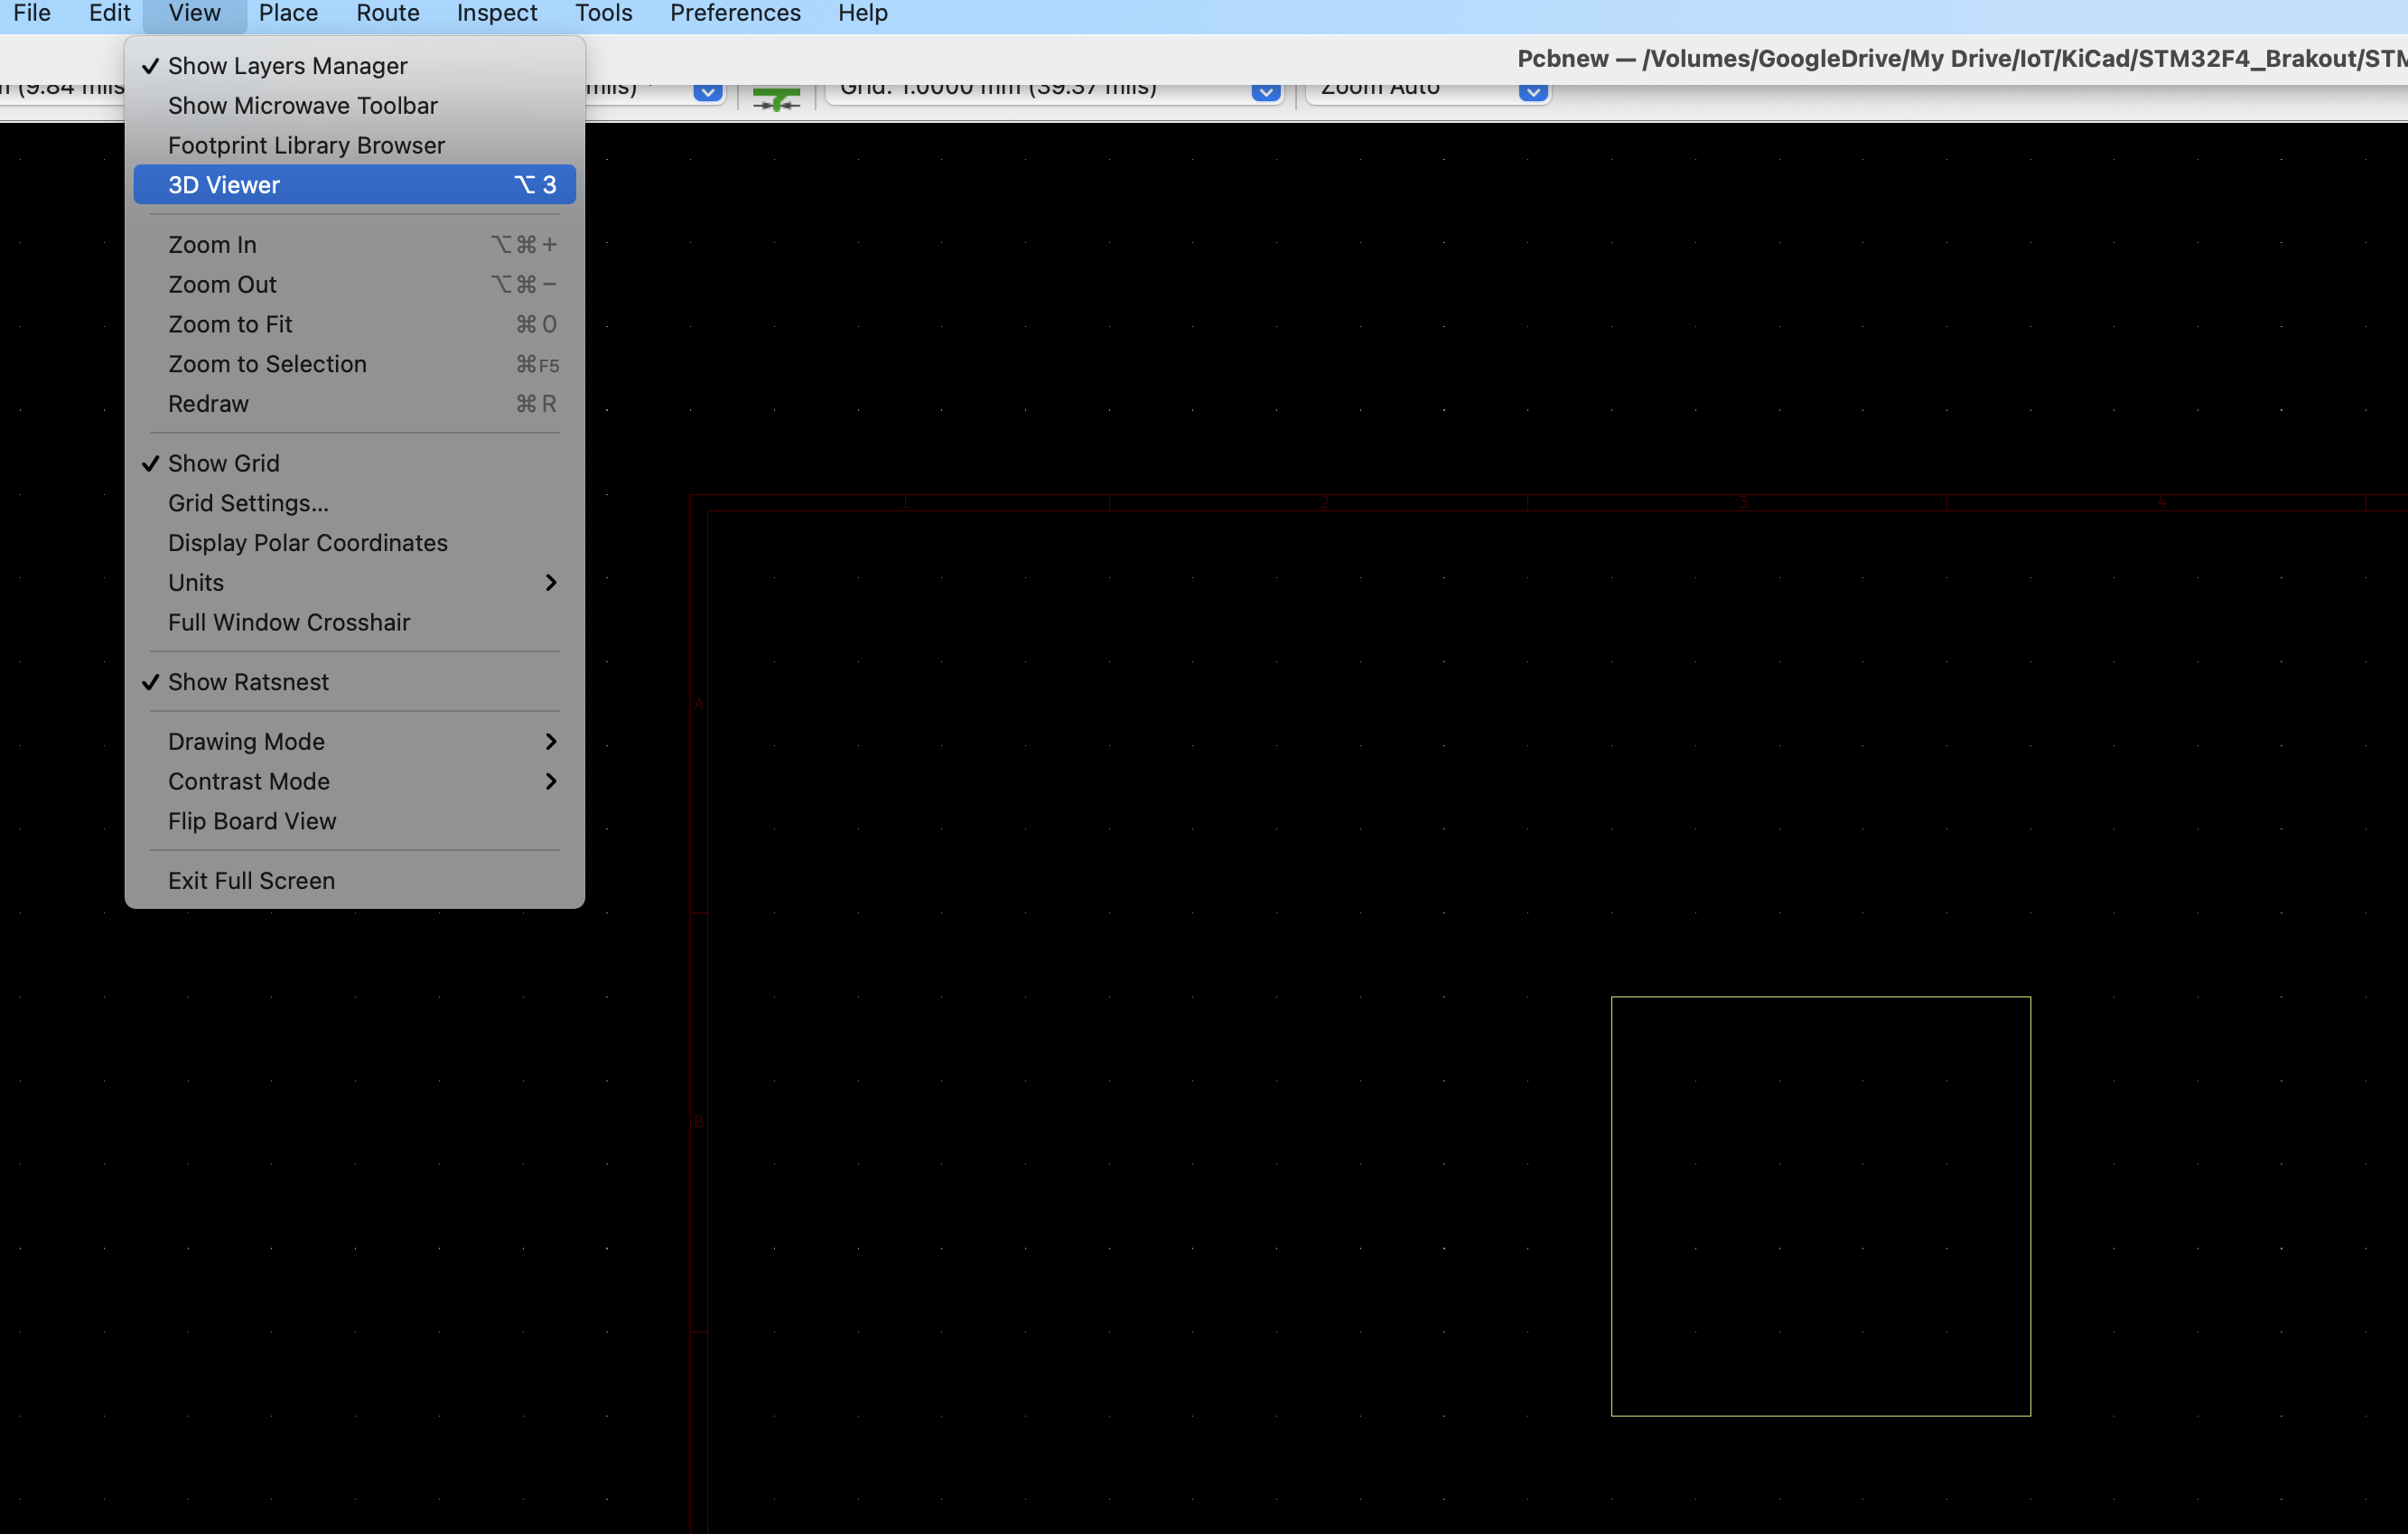 File Edit View Place Route Inspect Tools Preferences Help
Pcbnew — /Volumes/GoogleDrive/My Drive/IoT/KiCad/STM32F4_Brakout/STM
(9.84 mils
mils)
Grid: 1.0000 mm (39.37 mils)
Zoom Auto
✓ Show Layers Manager
Show Microwave Toolbar
Footprint Library Browser
3D Viewer ⌥ 3
Zoom In ⌥ ⌘ +
Zoom Out ⌥ ⌘ −
Zoom to Fit ⌘ 0
Zoom to Selection ⌘ F5
Redraw ⌘ R
✓ Show Grid
Grid Settings...
Display Polar Coordinates
Units >
Full Window Crosshair
✓ Show Ratsnest
Drawing Mode >
Contrast Mode >
Flip Board View
Exit Full Screen
1 2 3 4
A
B